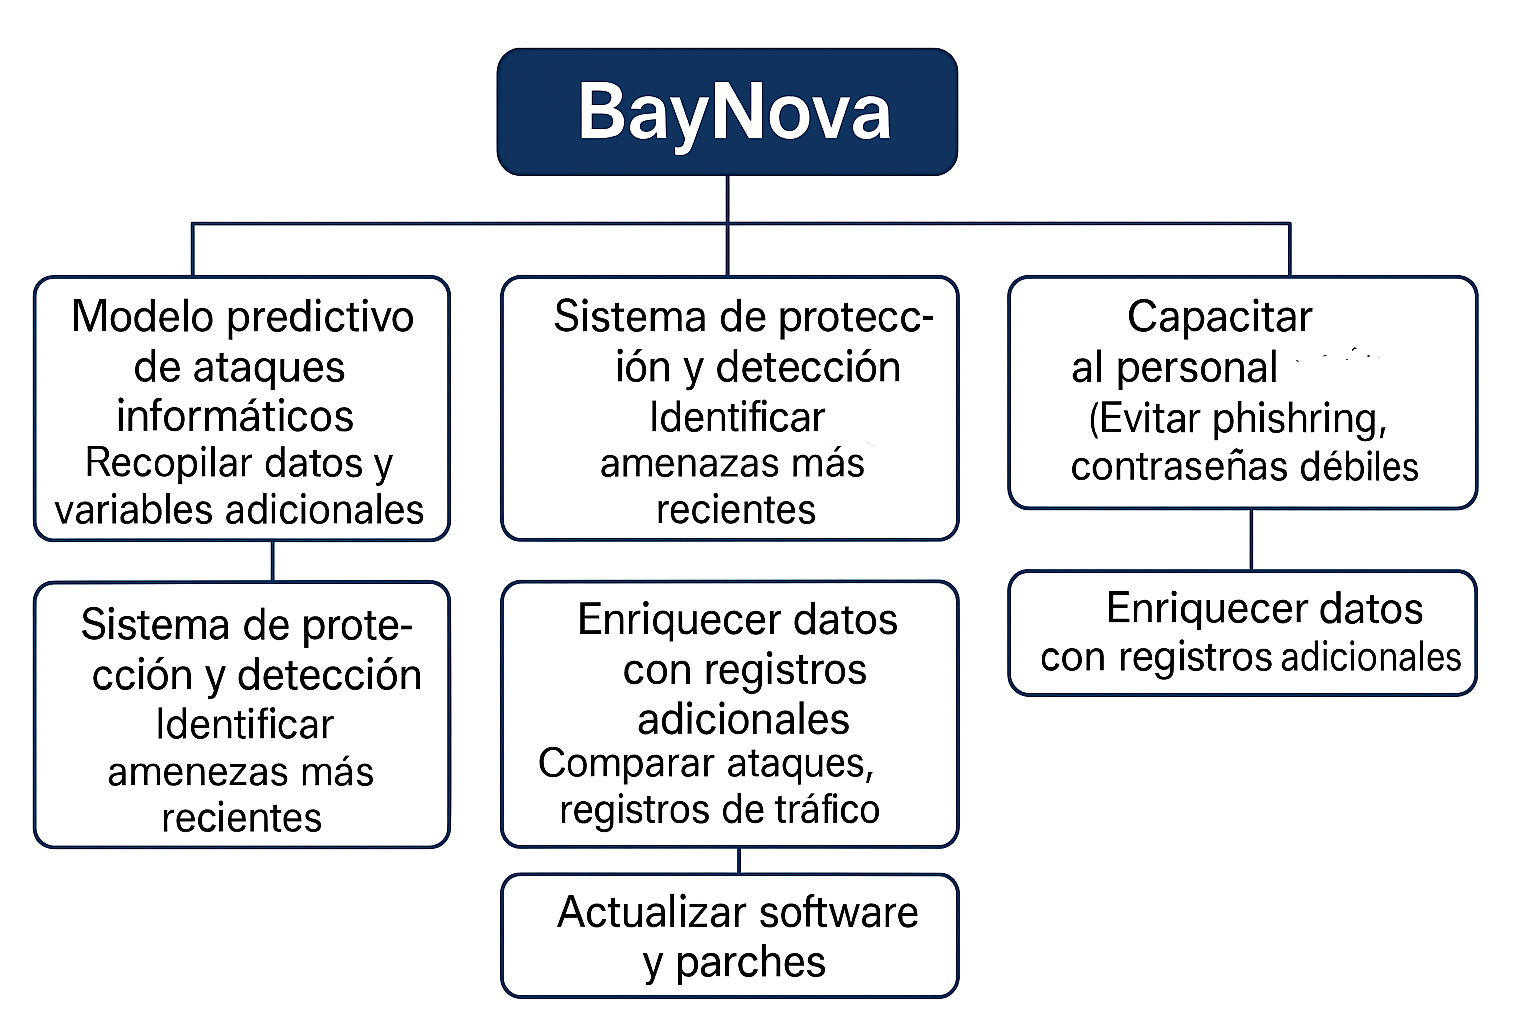 BayNova
Modelo predictivo
de ataques
informáticos
Recopilar datos y
variables adicionales
Sistema de protecc-
ión y detección
Identificar
amenazas más
recientes
Capacitar
al personal
(Evitar phishring,
contraseñas débiles
Sistema de prote-
cción y detección
Identificar
amenezas más
recientes
Enriquecer datos
con registros
adicionales
Comparar ataques,
registros de tráfico
Enriquecer datos
con registros adicionales
Actualizar software
y parches